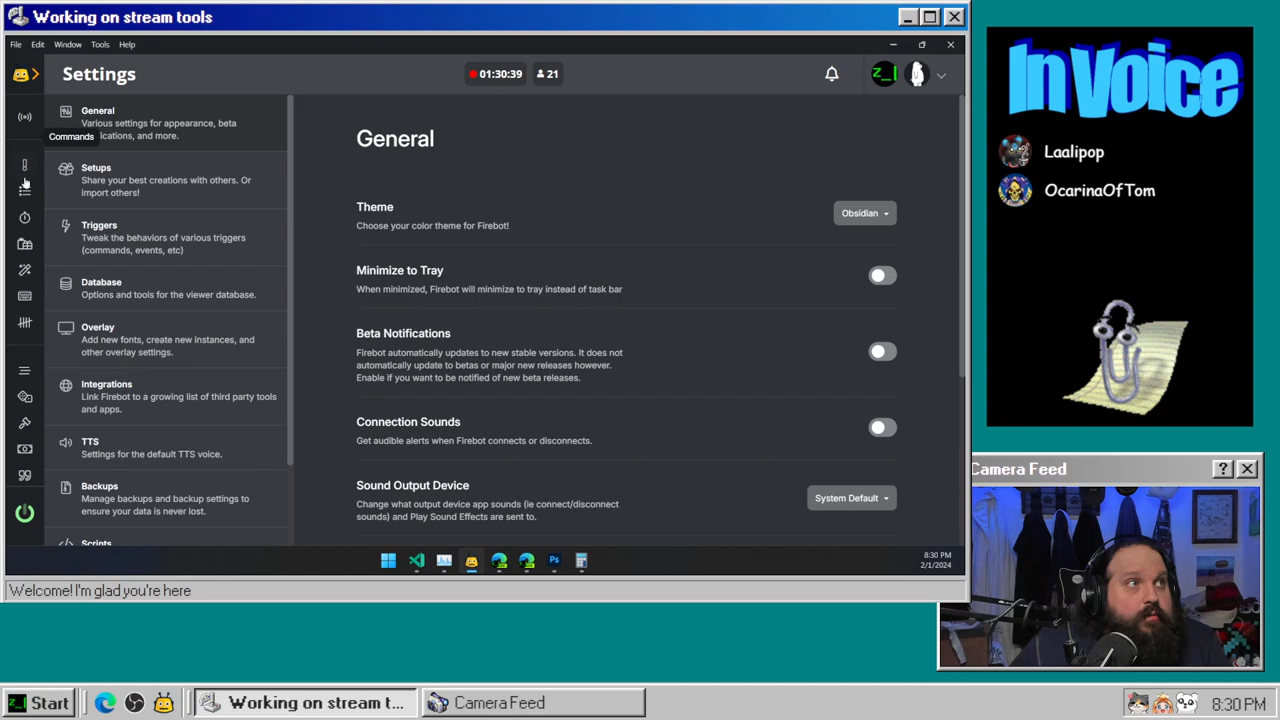 Working on stream tools
File Edit Window Tools Help
Settings
01:30:39
21
General
Various settings for appearance, beta
Commands
Setups
Share your best creations with others. Or
import others!
Triggers
Tweak the behaviors of various triggers
(commands, events, etc)
Database
Options and tools for the viewer database.
Overlay
Add new fonts, create new instances, and
other overlay settings.
Integrations
Link Firebot to a growing list of third party tools
and apps.
TTS
Settings for the default TTS voice.
Backups
Manage backups and backup settings to
ensure your data is never lost.
Scripts
General
Theme
Choose your color theme for Firebot!
Obsidian
Minimize to Tray
When minimized, Firebot will minimize to tray instead of task bar
Beta Notifications
Firebot automatically updates to new stable versions. It does not
automatically update to betas or major new releases however.
Enable if you want to be notified of new beta releases.
Connection Sounds
Get audible alerts when Firebot connects or disconnects.
Sound Output Device
Change what output device app sounds (ie connect/disconnect
sounds) and Play Sound Effects are sent to.
System Default
8:30 PM
2/1/2024
Welcome! I'm glad you're here
In Voice
Laalipop
OcarinaOfTom
Camera Feed
Start
Working on stream t...
Camera Feed
8:30 PM